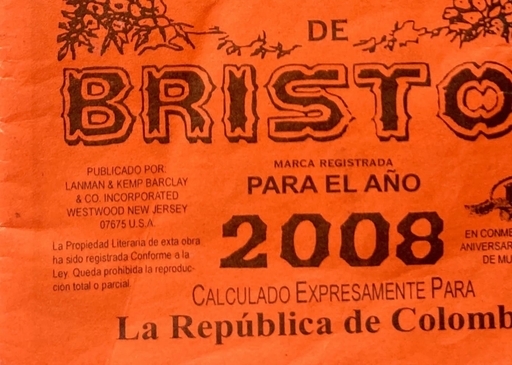 DE
BRISTO
MARCA REGISTRADA
PARA EL AÑO
2008
PUBLICADO POR:
LANMAN & KEMP BARCLAY
& CO. INCORPORATED
WESTWOOD NEW JERSEY
07675 U.S.A.
La Propiedad Literaria de exta obra
ha sido registrada Conforme a la
Ley. Queda prohibida la reproduc-
ción total o parcial
EN CONME
ANIVERSAR
DE MU
CALCULADO EXPRESAMENTE PARA
La República de Colomb